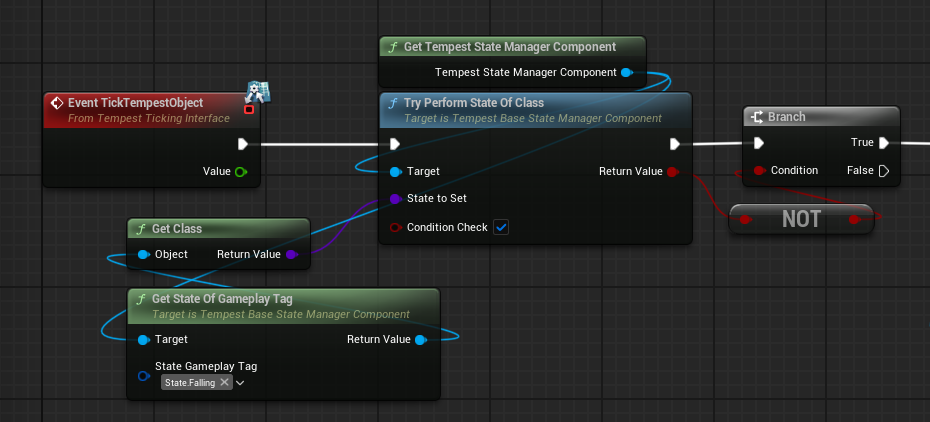 f Get Tempest State Manager Component
Tempest State Manager Component
Event TickTempestObject
From Tempest Ticking Interface
Value
f Try Perform State Of Class
Target is Tempest Base State Manager Component
Target
Return Value
State to Set
Condition Check
Branch
True
Condition
False
NOT
f Get Class
Object
Return Value
f Get State Of Gameplay Tag
Target is Tempest Base State Manager Component
Target
Return Value
State Gameplay Tag
State.Falling